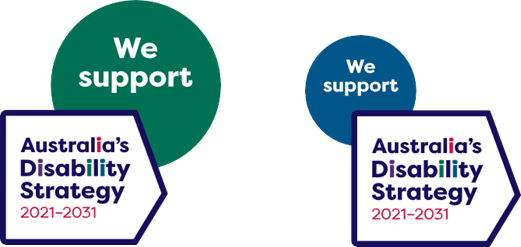 We
support
Australia's
Disability
Strategy
2021–2031
We
support
Australia's
Disability
Strategy
2021–2031